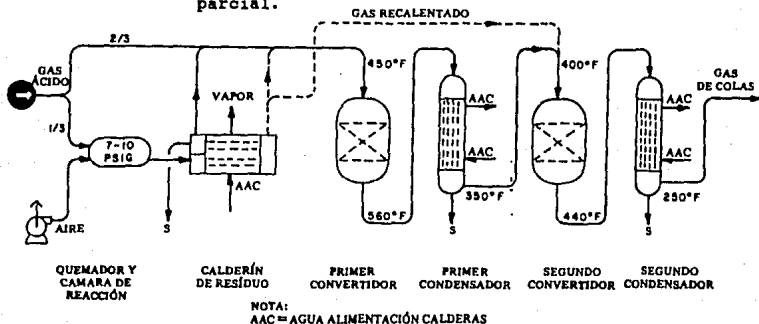 parcial.
GAS RECALENTADO
2/3
GAS
ÁCIDO
1/3
VAPOR
450°F
400°F
GAS
DE COLAS
AAC
AAC
7-10
PSIG
AAC
AAC
AAC
350°F
250°F
AIRE
S
560°F
S
440°F
S
QUEMADOR Y
CAMARA DE
REACCIÓN
CALDERÍN
DE RESÍDUO
PRIMER
CONVERTIDOR
PRIMER
CONDENSADOR
SEGUNDO
CONVERTIDOR
SEGUNDO
CONDENSADOR
NOTA:
AAC = AGUA ALIMENTACIÓN CALDERAS